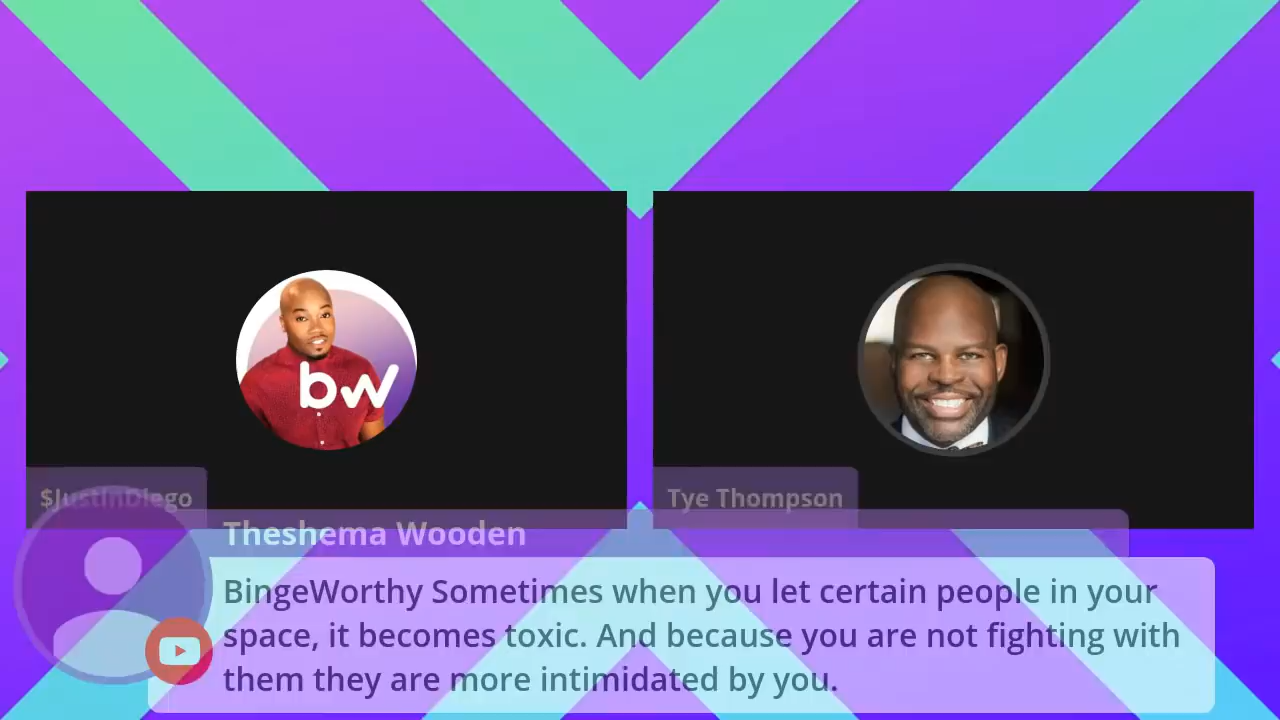 bw
$JustInDiego
Tye Thompson
Theshema Wooden
BingeWorthy Sometimes when you let certain people in your
space, it becomes toxic. And because you are not fighting with
them they are more intimidated by you.